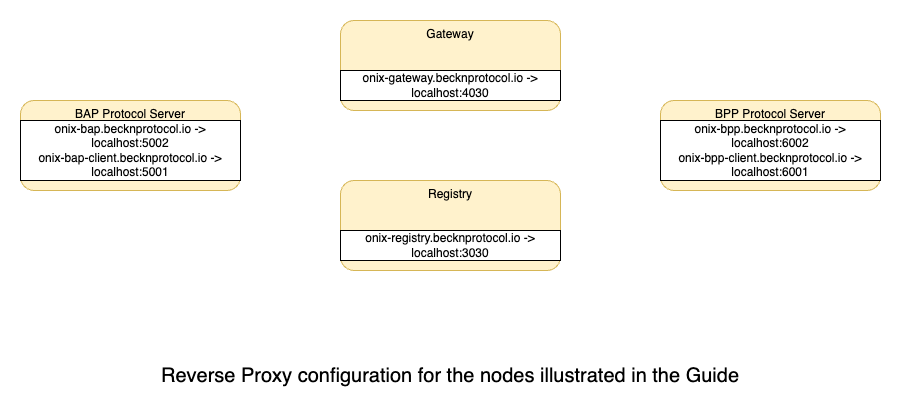 Gateway
onix-gateway.becknprotocol.io ->
localhost:4030
BAP Protocol Server
onix-bap.becknprotocol.io ->
localhost:5002
onix-bap-client.becknprotocol.io ->
localhost:5001
BPP Protocol Server
onix-bpp.becknprotocol.io ->
localhost:6002
onix-bpp-client.becknprotocol.io ->
localhost:6001
Registry
onix-registry.becknprotocol.io ->
localhost:3030
Reverse Proxy configuration for the nodes illustrated in the Guide